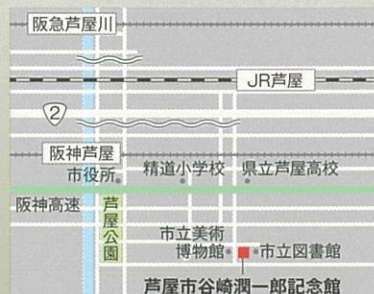 阪急芦屋川
JR芦屋
2
阪神芦屋
市役所
精道小学校
県立芦屋高校
阪神高速
芦屋公園
市立美術
博物館
市立図書館
芦屋市谷崎潤一郎記念館